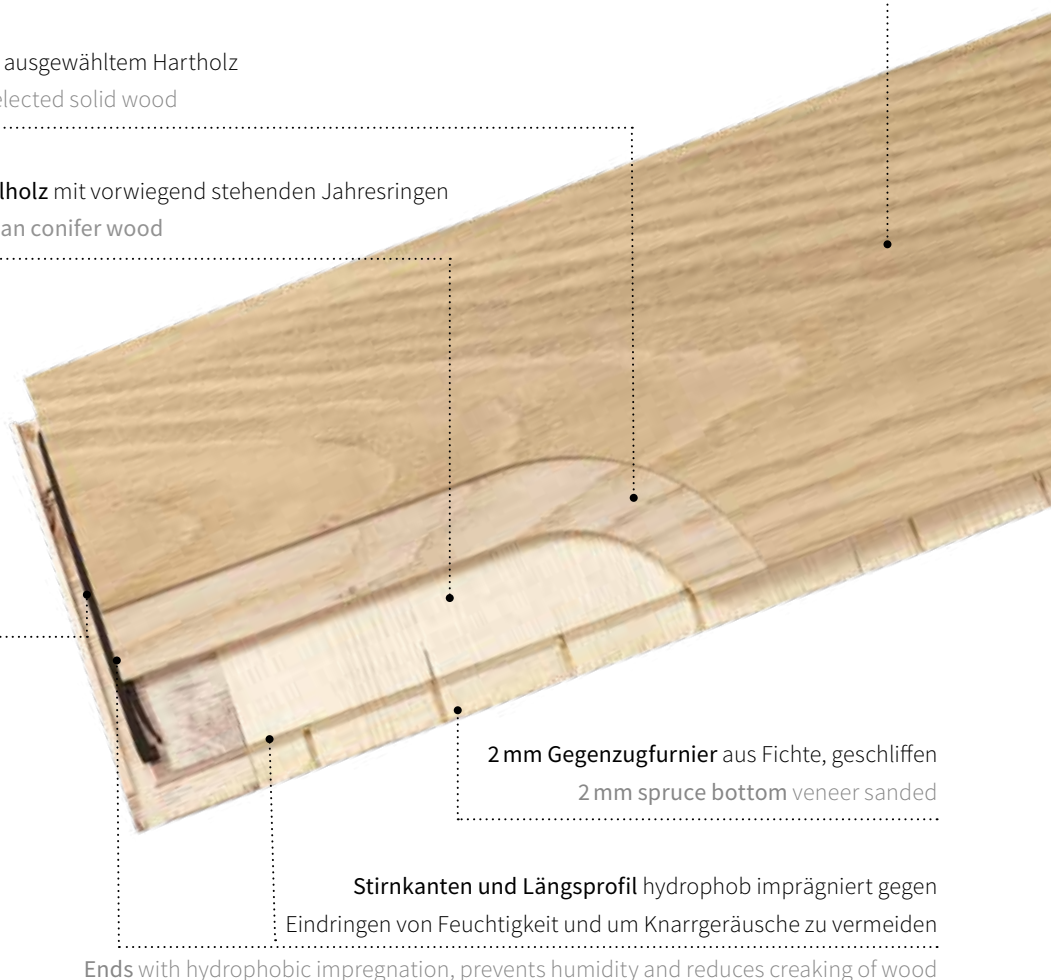 ausgewähltem Hartholz
elected solid wood
lholz mit vorwiegend stehenden Jahresringen
an conifer wood
2 mm Gegenzugfurnier aus Fichte, geschliffen
2 mm spruce bottom veneer sanded
Stirnkanten und Längsprofil hydrophob imprägniert gegen
Eindringen von Feuchtigkeit und um Knarrgeräusche zu vermeiden
Ends with hydrophobic impregnation, prevents humidity and reduces creaking of wood